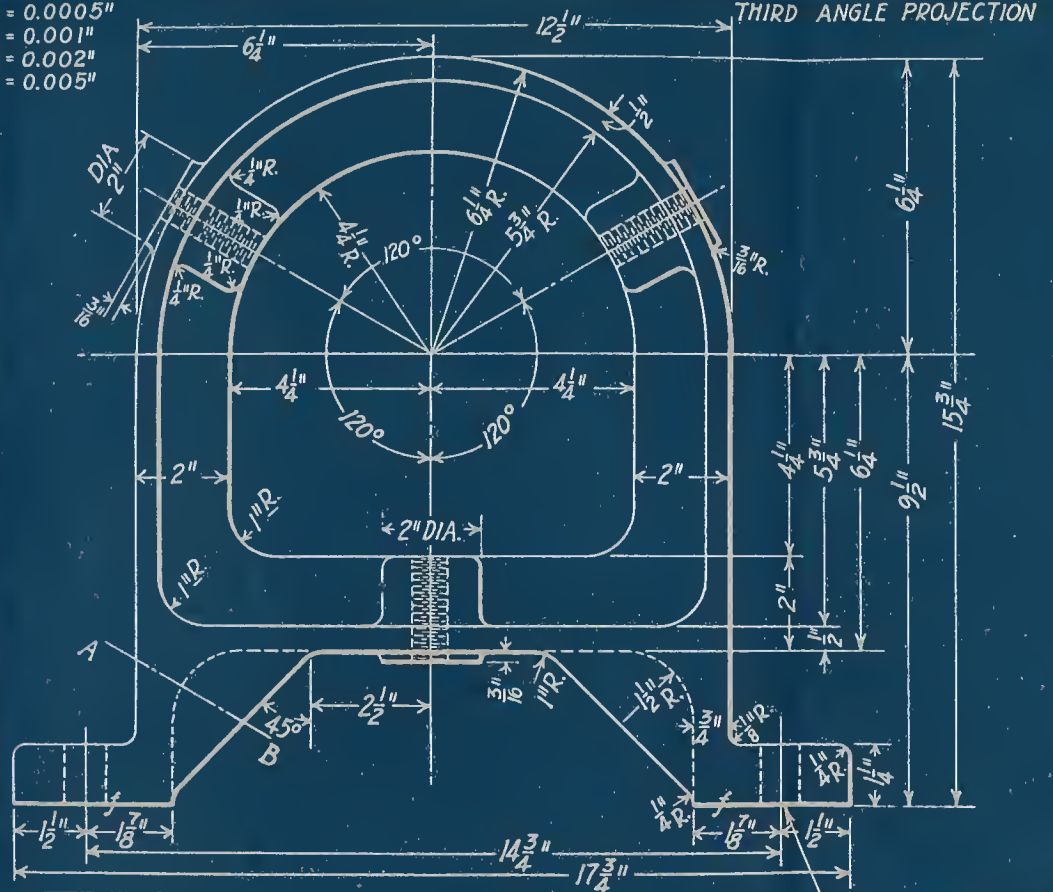 = 0.0005"
= 0.001"
= 0.002"
= 0.005"
THIRD ANGLE PROJECTION
12 1/2"
6 1/4"
DIA
2"
1/4" R.
1/4" R.
1/4" R.
1/4" R.
3/16"
4 1/4" R.
6 1/4" R.
5 3/4" R.
1/2"
3/16" R.
120°
120°
120°
4 1/4"
4 1/4"
6 1/4"
15 3/4"
9 1/2"
4 1/4"
5 3/4"
6 1/4"
2"
2"
1" R.
1" R.
2" DIA.
2"
1/2"
A
B
45°
2 1/2"
3/16"
1" R.
1 1/2" R.
3/4"
1/8" R.
1/4" R.
1 1/4"
1/4" R.
f
f
1 1/2"
1 7/8"
1 7/8"
1 1/2"
14 3/4"
17 3/4"